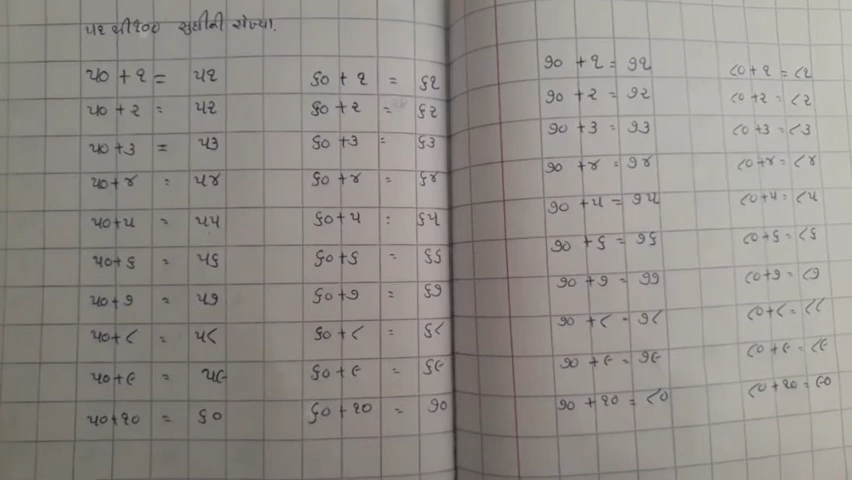 ૫૧ થી ૧૦૦ સુધીની સંખ્યા.
૫૦ + ૧ = ૫૧
૫૦ + ૨ = ૫૨
૫૦ + ૩ = ૫૩
૫૦ + ૪ = ૫૪
૫૦ + ૫ = ૫૫
૫૦ + ૬ = ૫૬
૫૦ + ૭ = ૫૭
૫૦ + ૮ = ૫૮
૫૦ + ૯ = ૫૯
૫૦ + ૧૦ = ૬૦
૬૦ + ૧ = ૬૧
૬૦ + ૨ = ૬૨
૬૦ + ૩ = ૬૩
૬૦ + ૪ = ૬૪
૬૦ + ૫ = ૬૫
૬૦ + ૬ = ૬૬
૬૦ + ૭ = ૬૭
૬૦ + ૮ = ૬૮
૬૦ + ૯ = ૬૯
૬૦ + ૧૦ = ૭૦
૭૦ + ૧ = ૭૧
૭૦ + ૨ = ૭૨
૭૦ + ૩ = ૭૩
૭૦ + ૪ = ૭૪
૭૦ + ૫ = ૭૫
૭૦ + ૬ = ૭૬
૭૦ + ૭ = ૭૭
૭૦ + ૮ = ૭૮
૭૦ + ૯ = ૭૯
૭૦ + ૧૦ = ૮૦
૮૦ + ૧ = ૮૧
૮૦ + ૨ = ૮૨
૮૦ + ૩ = ૮૩
૮૦ + ૪ = ૮૪
૮૦ + ૫ = ૮૫
૮૦ + ૬ = ૮૬
૮૦ + ૭ = ૮૭
૮૦ + ૮ = ૮૮
૮૦ + ૯ = ૮૯
૮૦ + ૧૦ = ૯૦